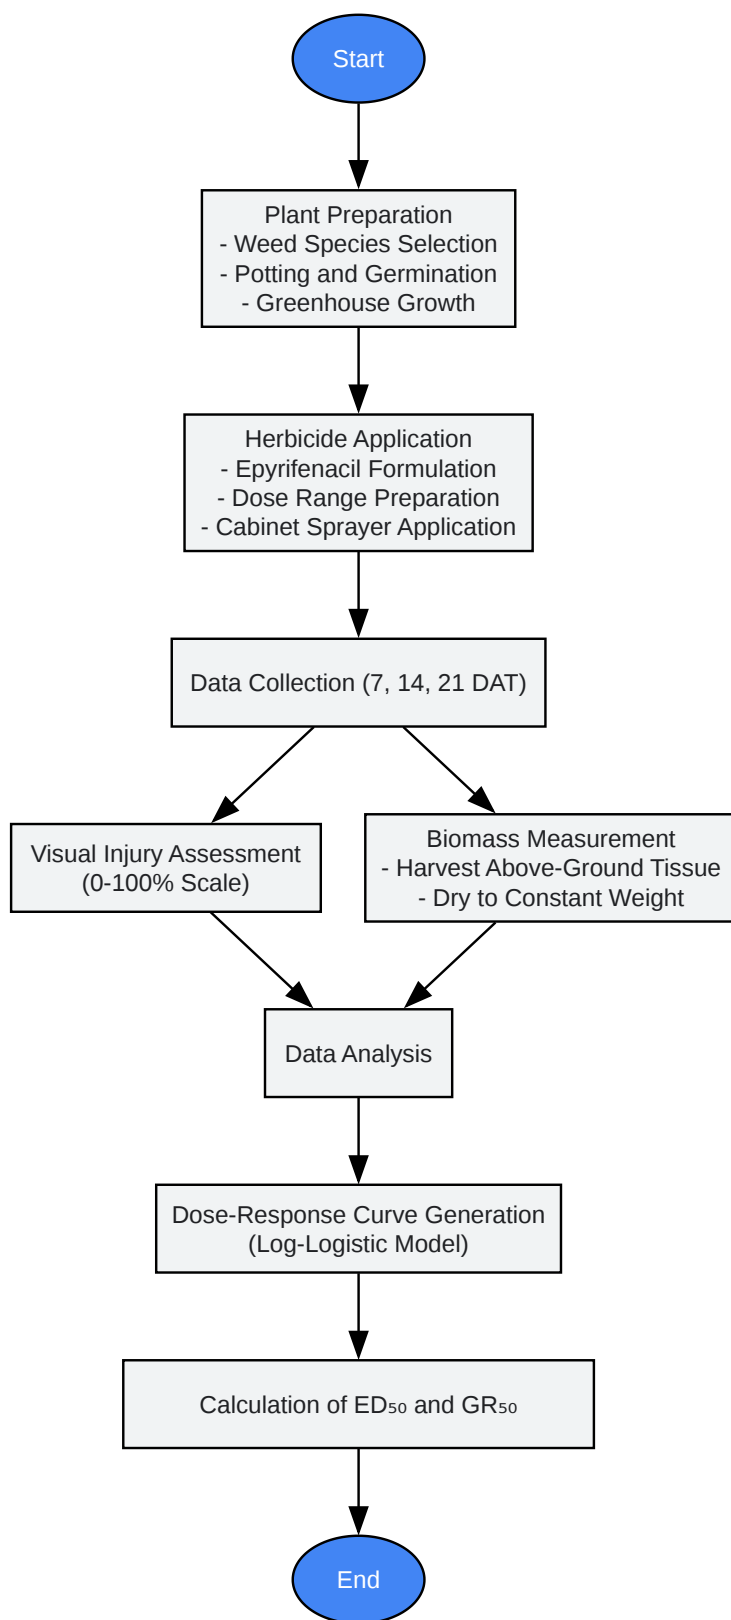 Start
Plant Preparation
- Weed Species Selection
- Potting and Germination
- Greenhouse Growth
Herbicide Application
- Epyrifenacil Formulation
- Dose Range Preparation
- Cabinet Sprayer Application
Data Collection (7, 14, 21 DAT)
Visual Injury Assessment
(0-100% Scale)
Biomass Measurement
- Harvest Above-Ground Tissue
- Dry to Constant Weight
Data Analysis
Dose-Response Curve Generation
(Log-Logistic Model)
Calculation of ED₅₀ and GR₅₀
End